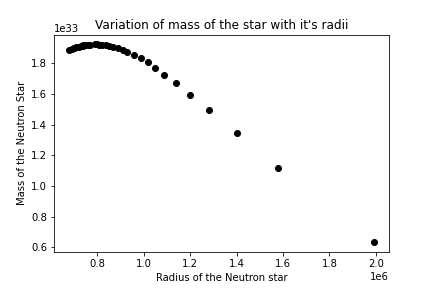 Variation of mass of the star with it's radii
1e33
1.8
1.6
1.4
1.2
1.0
0.8
0.6
Mass of the Neutron Star
0.8 1.0 1.2 1.4 1.6 1.8 2.0
1e6
Radius of the Neutron star